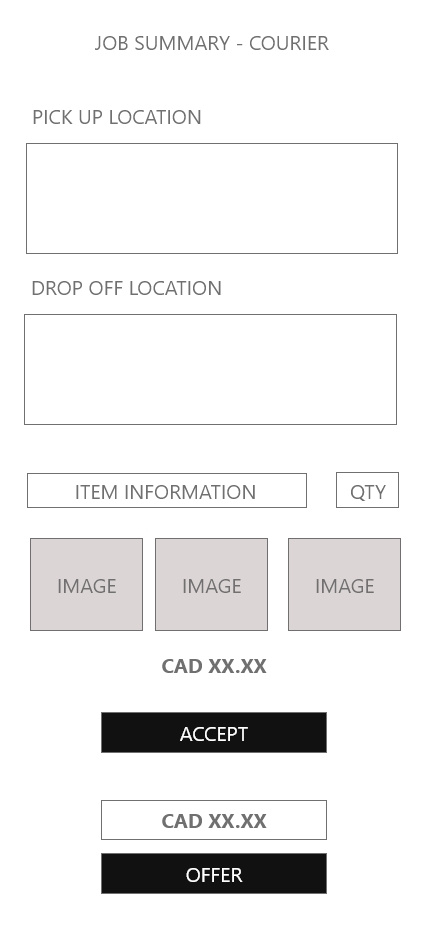 JOB SUMMARY - COURIER
PICK UP LOCATION
DROP OFF LOCATION
ITEM INFORMATION QTY
IMAGE IMAGE IMAGE
CAD XX.XX
ACCEPT
CAD XX.XX
OFFER